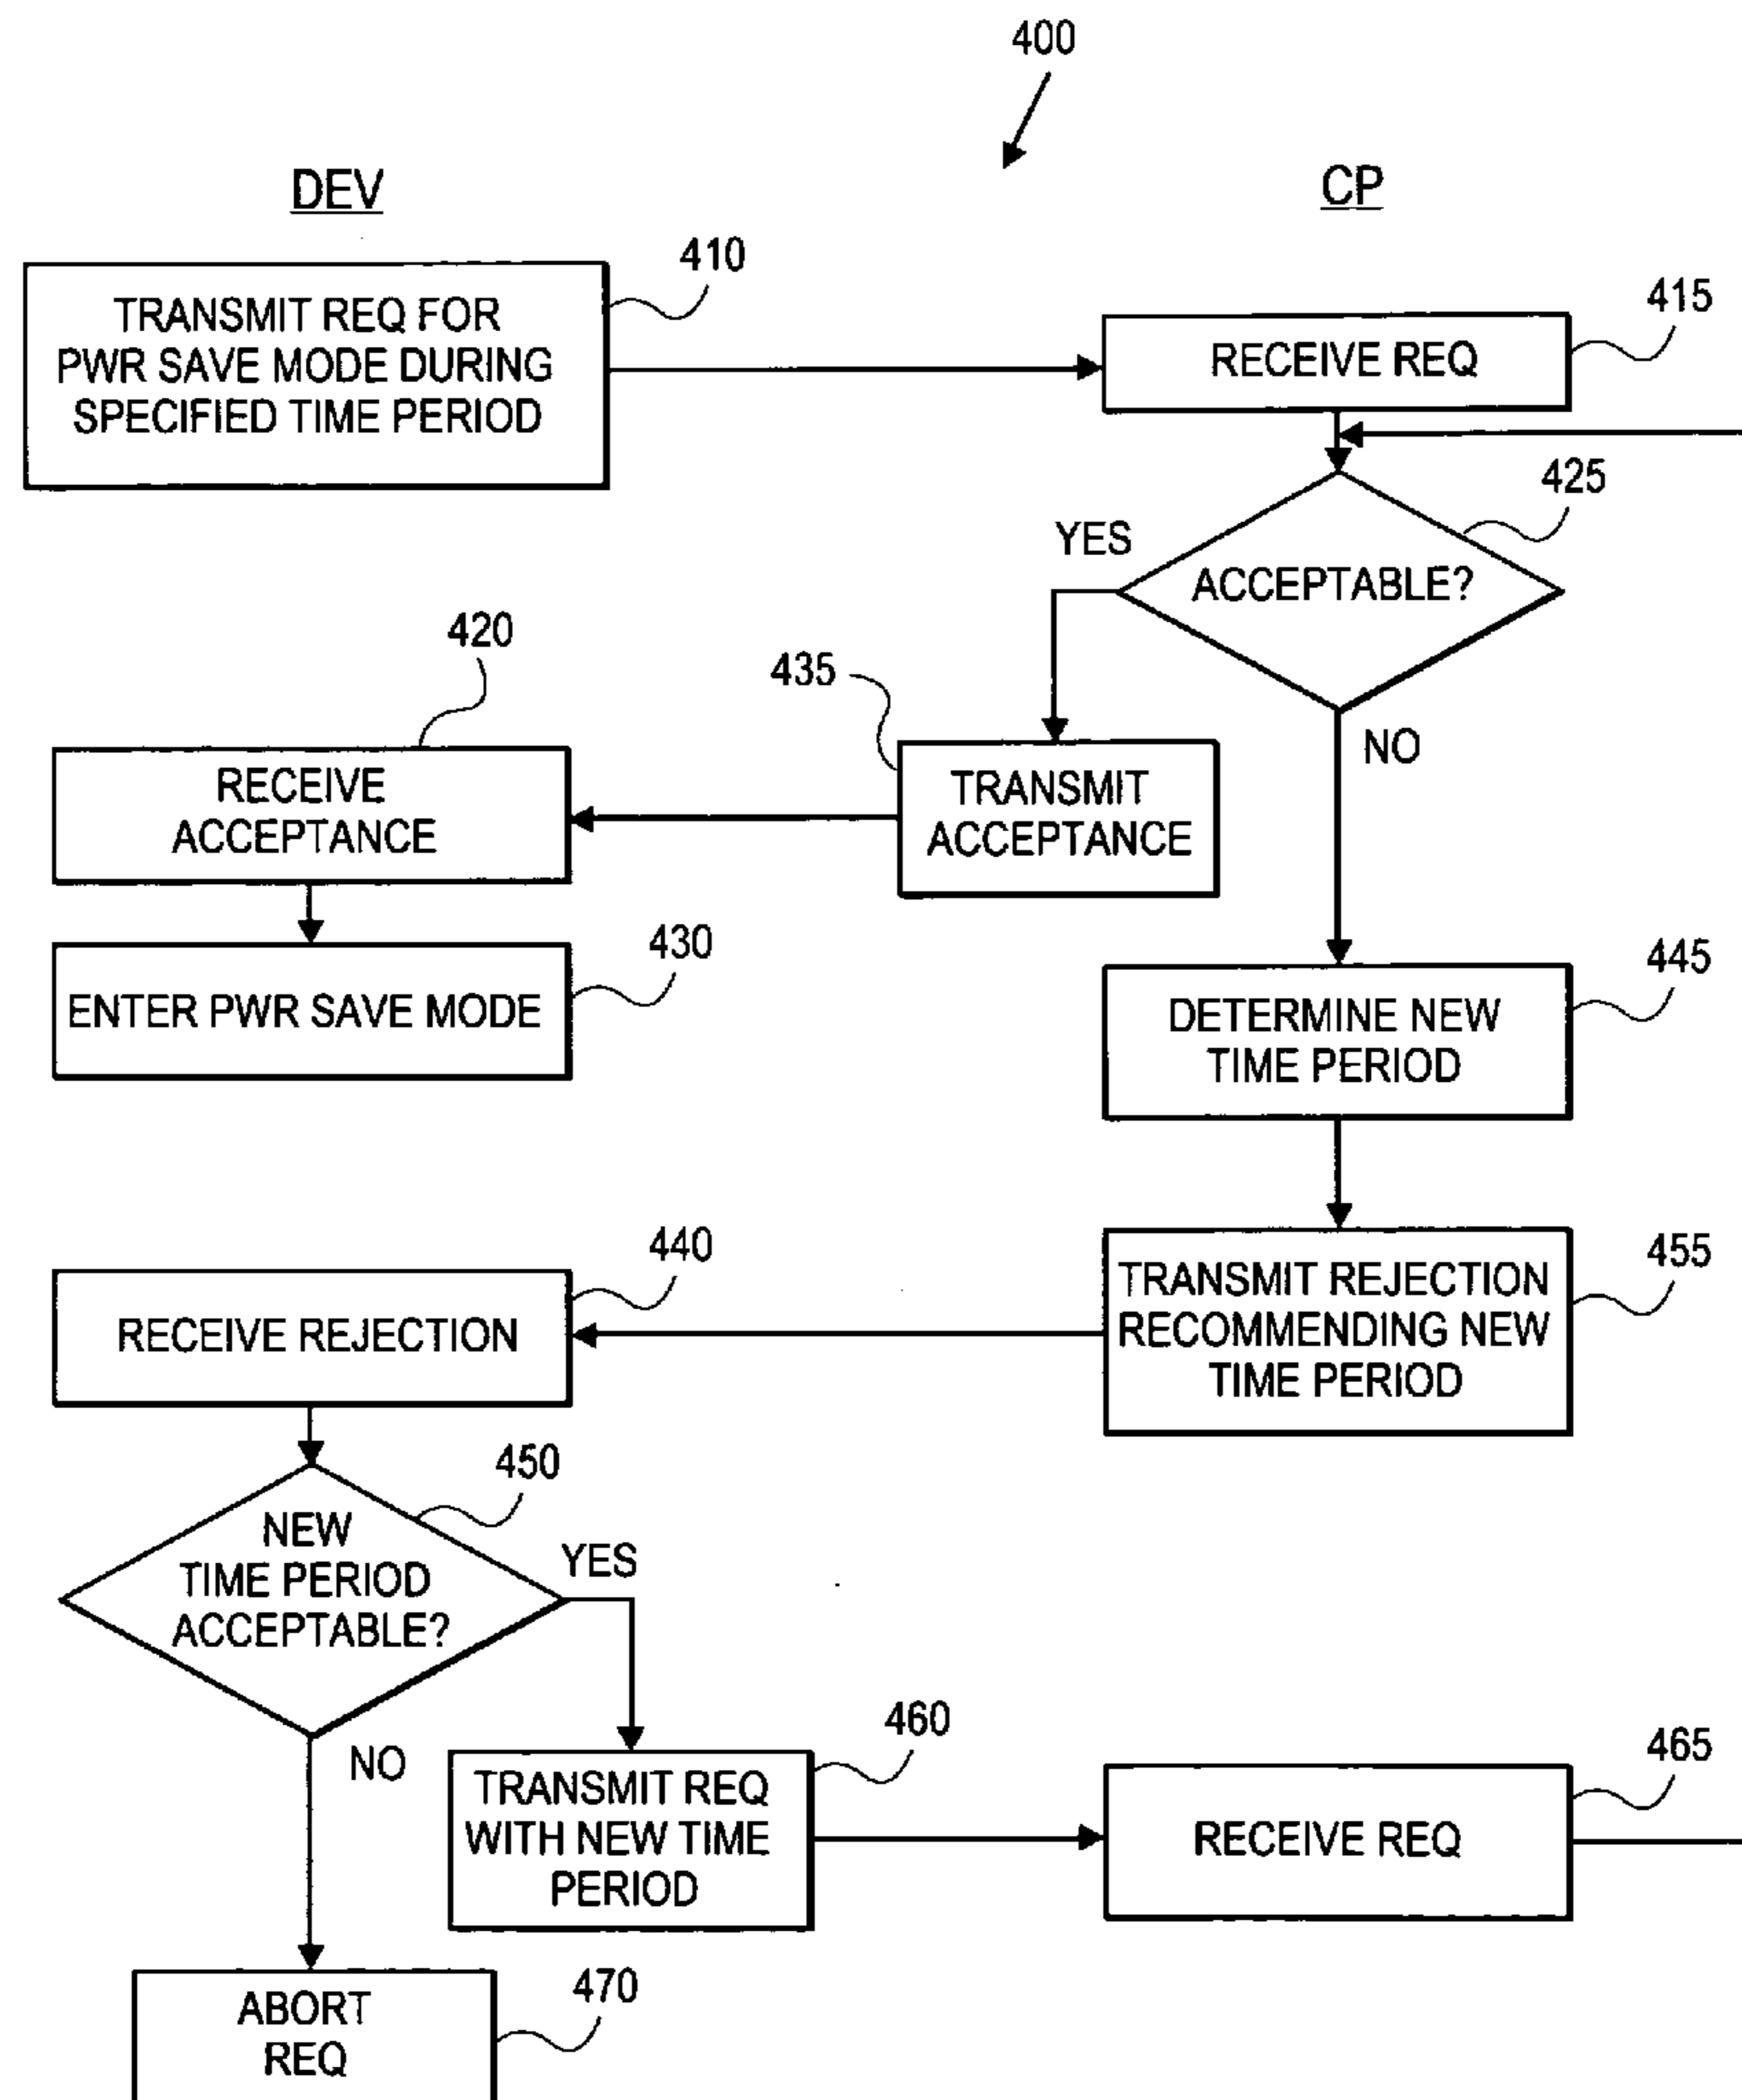 400
DEV
CP
410
TRANSMIT REQ FOR
PWR SAVE MODE DURING
SPECIFIED TIME PERIOD
415
RECEIVE REQ
425
YES
ACCEPTABLE?
NO
420
RECEIVE
ACCEPTANCE
435
TRANSMIT
ACCEPTANCE
430
ENTER PWR SAVE MODE
445
DETERMINE NEW
TIME PERIOD
440
RECEIVE REJECTION
455
TRANSMIT REJECTION
RECOMMENDING NEW
TIME PERIOD
450
NEW
TIME PERIOD
ACCEPTABLE?
YES
NO
460
TRANSMIT REQ
WITH NEW TIME
PERIOD
465
RECEIVE REQ
470
ABORT
REQ